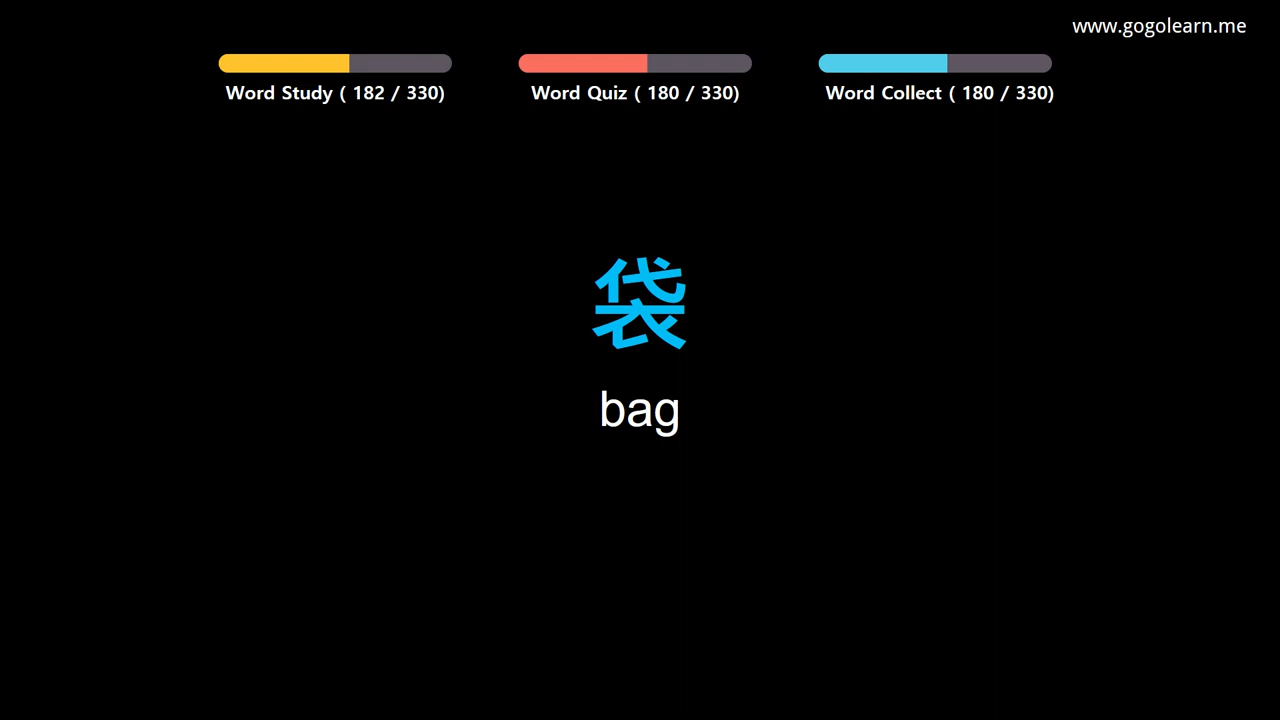 www.gogolearn.me
Word Study ( 182 / 330)
Word Quiz ( 180 / 330)
Word Collect ( 180 / 330)
袋
bag